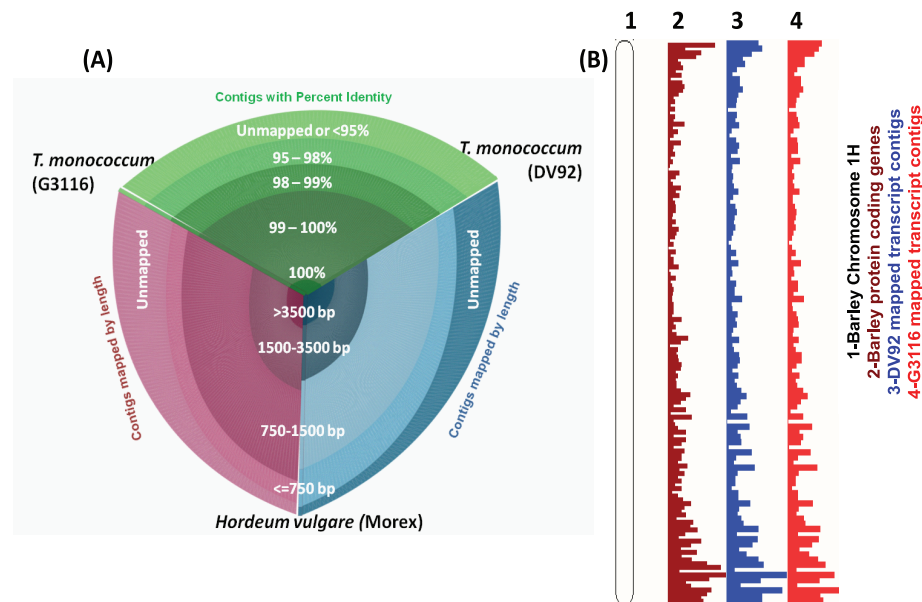 (A)
Contigs with Percent Identity
Unmapped or <95%
95 – 98%
98 – 99%
99 – 100%
100%
T. monococcum
(G3116)
T. monococcum
(DV92)
Unmapped
Unmapped
Contigs mapped by length
Contigs mapped by length
>3500 bp
1500-3500 bp
750-1500 bp
<=750 bp
Hordeum vulgare (Morex)
(B)
1 2 3 4
1-Barley Chromosome 1H
2-Barley protein coding genes
3-DV92 mapped transcript contigs
4-G3116 mapped transcript contigs